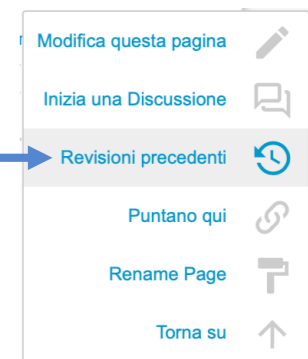 Modifica questa pagina
Inizia una Discussione
Revisioni precedenti
Puntano qui
Rename Page
Torna su